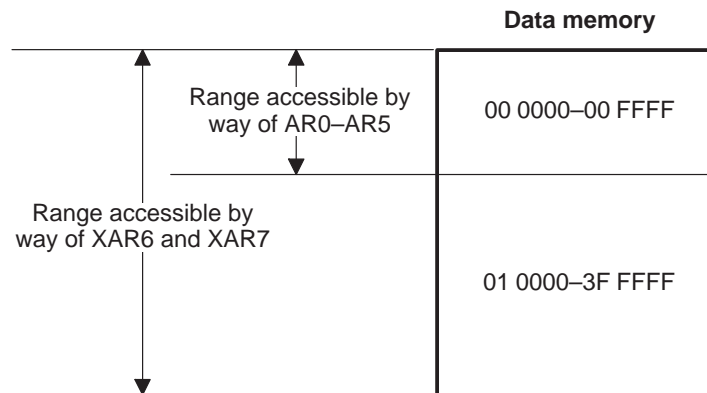 Data memory
Range accessible by
way of AR0–AR5
00 0000–00 FFFF
Range accessible by
way of XAR6 and XAR7
01 0000–3F FFFF